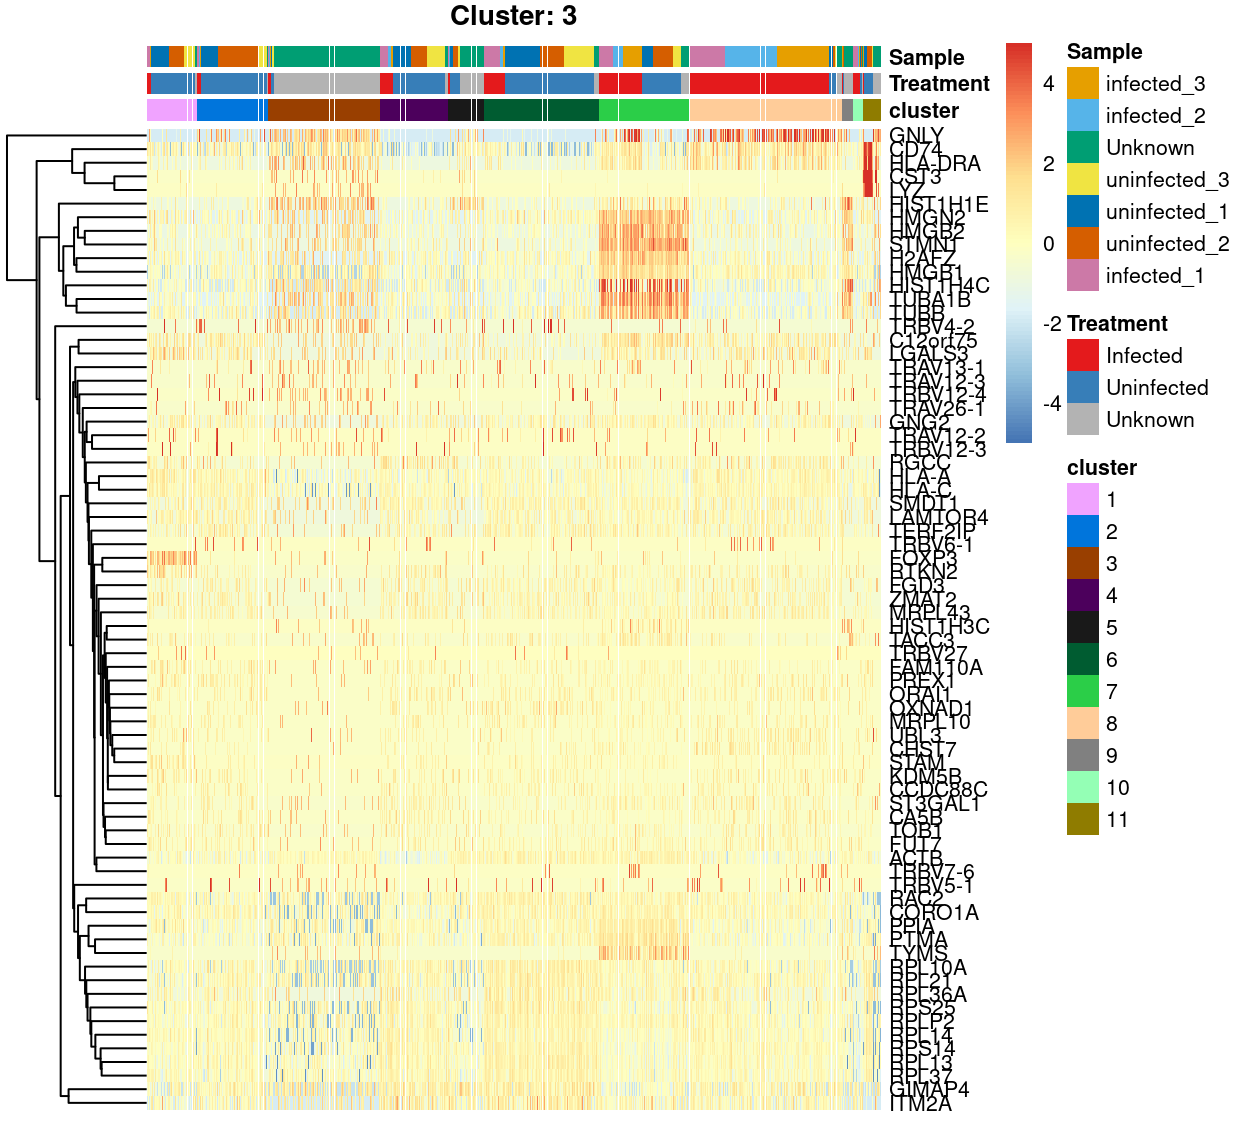 Cluster: 3
Sample
Treatment
cluster
GNLY
CD74
HLA-DRA
CST3
LYZ
HIST1H1E
HMGN2
HMGB2
STMN1
H2AFZ
HMGB1
HIST1H4C
TUBA1B
TUBB
TRBV4-2
C12orf75
LGALS3
TRAV13-1
TRAV12-3
TRBV12-4
TRAV26-1
GNG2
TRAV12-2
TRBV12-3
RGCC
HLA-A
HLA-C
SMDT1
LAMTOR4
TERF2IP
TRBV6-1
FOXP3
RTKN2
FGD3
ZMAT2
MRPL43
HIST1H3C
TACC3
TRBV27
FAM110A
PREX1
ORAI1
OXNAD1
MRPL10
UBL3
CHST7
STAM
KDM5B
CCDC88C
ST3GAL1
CA5B
TOB1
FUT7
ACTB
TRBV7-6
TRBV5-1
RAC2
CORO1A
PPIA
PTMA
TYMS
RPL10A
RPL21
RPL36A
RPS25
RPLP2
RPL14
RPS14
RPL13
RPL37
GIMAP4
ITM2A
4
2
0
-2
-4
Sample
infected_3
infected_2
Unknown
uninfected_3
uninfected_1
uninfected_2
infected_1
Treatment
Infected
Uninfected
Unknown
cluster
1
2
3
4
5
6
7
8
9
10
11